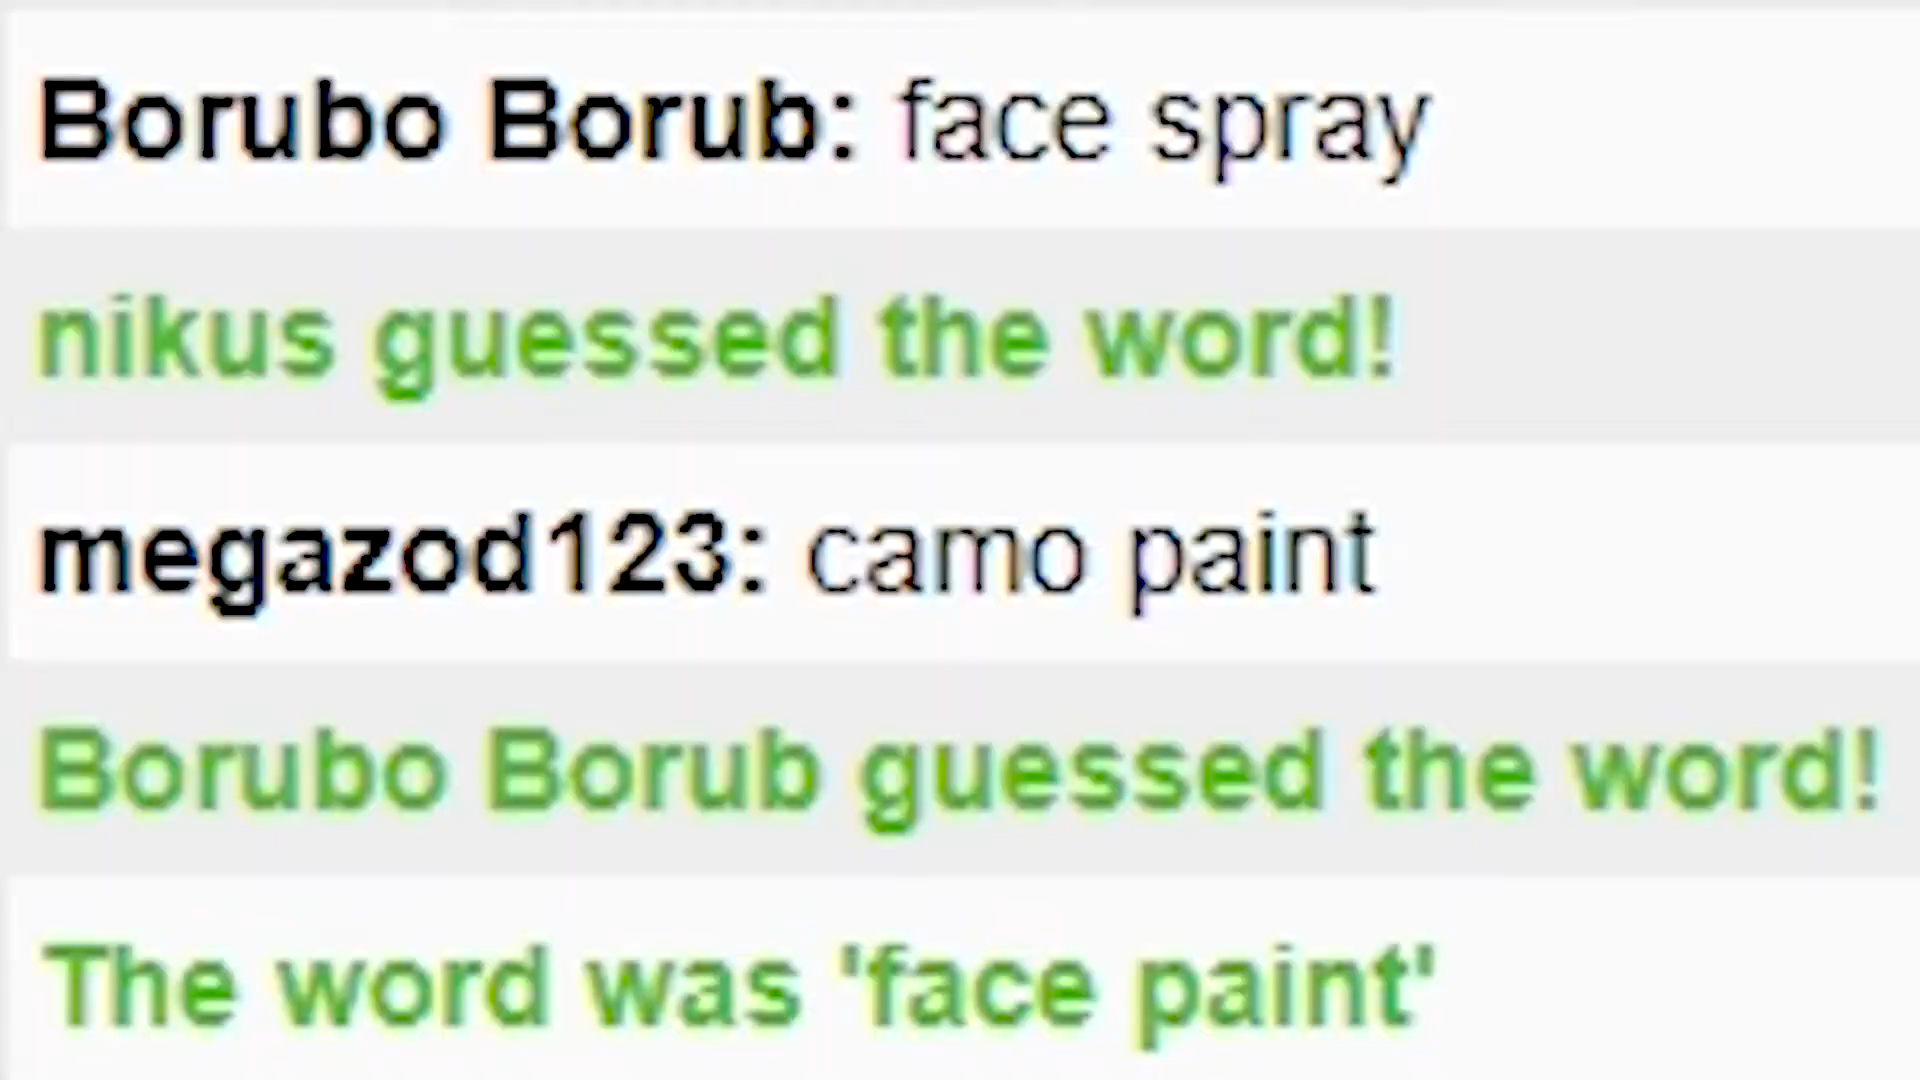 Borubo Borub: face spray
nikus guessed the word!
megazod123: camo paint
Borubo Borub guessed the word!
The word was 'face paint'